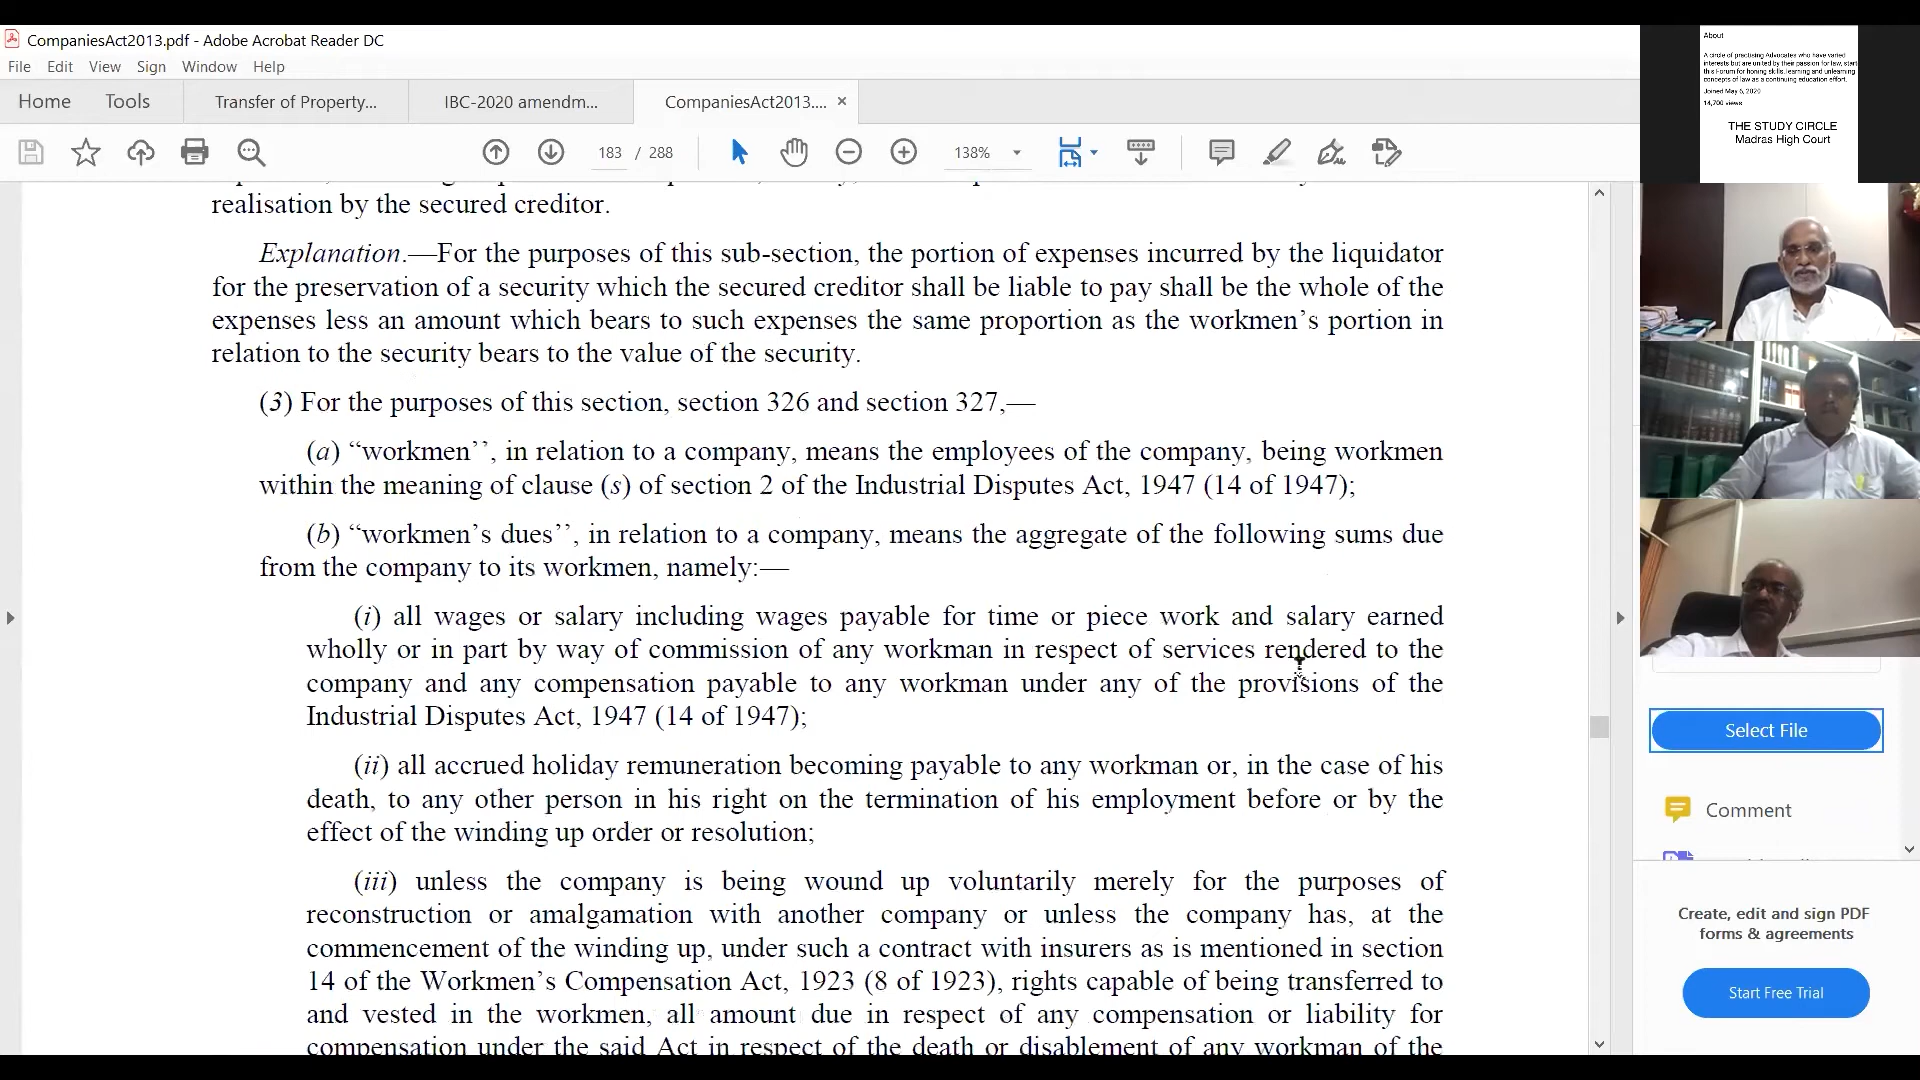 CompaniesAct2013.pdf - Adobe Acrobat Reader DC
File Edit View Sign Window Help
Home Tools Transfer of Property... IBC-2020 amendm... CompaniesAct2013.... ×
183 / 288 138%
realisation by the secured creditor.
Explanation.—For the purposes of this sub-section, the portion of expenses incurred by the liquidator
for the preservation of a security which the secured creditor shall be liable to pay shall be the whole of the
expenses less an amount which bears to such expenses the same proportion as the workmen’s portion in
relation to the security bears to the value of the security.
(3) For the purposes of this section, section 326 and section 327,—
(a) “workmen’’, in relation to a company, means the employees of the company, being workmen
within the meaning of clause (s) of section 2 of the Industrial Disputes Act, 1947 (14 of 1947);
(b) “workmen’s dues’’, in relation to a company, means the aggregate of the following sums due
from the company to its workmen, namely:—
(i) all wages or salary including wages payable for time or piece work and salary earned
wholly or in part by way of commission of any workman in respect of services rendered to the
company and any compensation payable to any workman under any of the provisions of the
Industrial Disputes Act, 1947 (14 of 1947);
(ii) all accrued holiday remuneration becoming payable to any workman or, in the case of his
death, to any other person in his right on the termination of his employment before or by the
effect of the winding up order or resolution;
(iii) unless the company is being wound up voluntarily merely for the purposes of
reconstruction or amalgamation with another company or unless the company has, at the
commencement of the winding up, under such a contract with insurers as is mentioned in section
14 of the Workmen’s Compensation Act, 1923 (8 of 1923), rights capable of being transferred to
and vested in the workmen, all amount due in respect of any compensation or liability for
compensation under the said Act in respect of the death or disablement of any workman of the
About
A circle of practising Advocates who have varied
interests but are united by their passion for law, start
this Forum for honing skills, learning and unlearning
concepts of law as a continuing education effort.
Joined May 6, 2020
14,700 views
THE STUDY CIRCLE
Madras High Court
Select File
Comment
Create, edit and sign PDF
forms & agreements
Start Free Trial